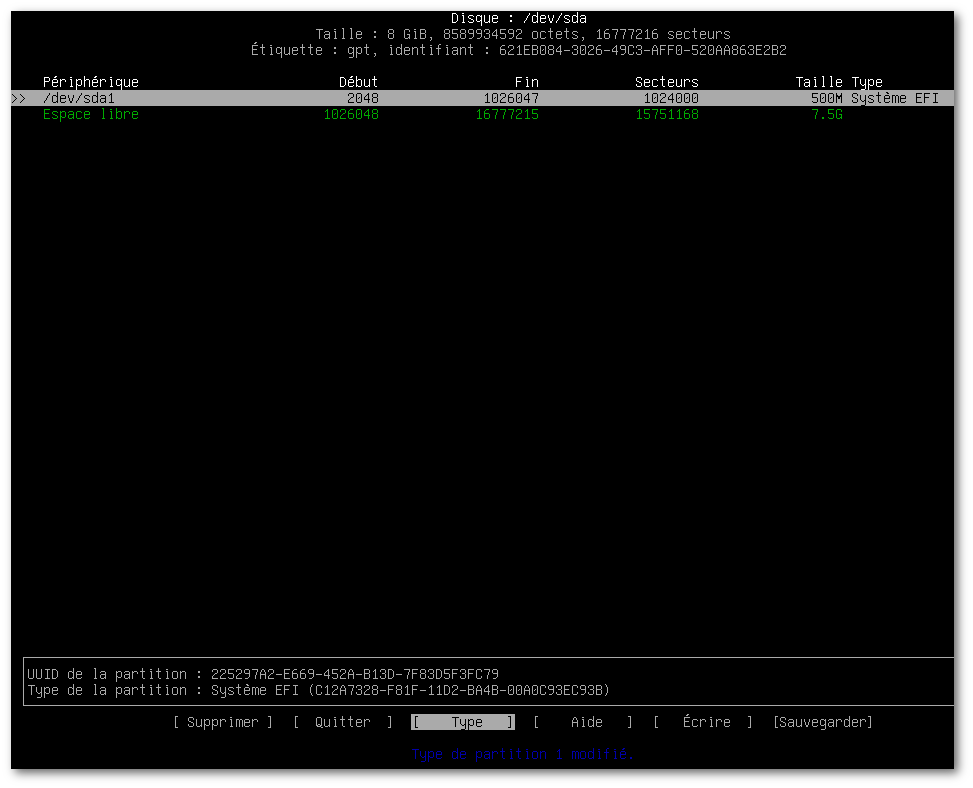 Disque : /dev/sda
Taille : 8 GiB, 8589934592 octets, 16777216 secteurs
Étiquette : gpt, identifiant : 621EB084-3026-49C3-AFF0-520AA863E2B2
Périphérique Début Fin Secteurs Taille Type
>> /dev/sda1 2048 1026047 1024000 500M Système EFI
Espace libre 1026048 16777215 15751168 7.5G
UUID de la partition : 225297A2-E669-452A-B13D-7F83D5F3FC79
Type de la partition : Système EFI (C12A7328-F81F-11D2-BA4B-00A0C93EC93B)
[ Supprimer ] [ Quitter ] [ Type ] [ Aide ] [ Écrire ] [Sauvegarder]
Type de partition 1 modifié.